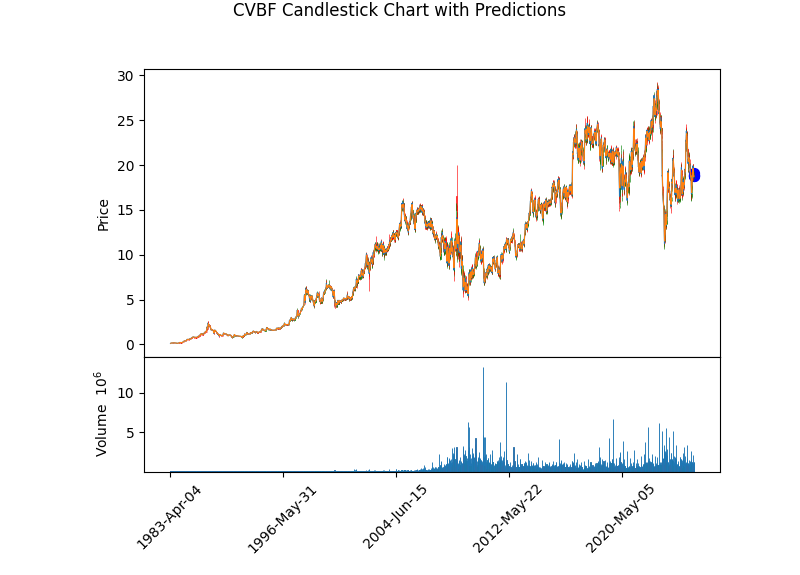 CVBF Candlestick Chart with Predictions
30
25
20
15
10
5
0
Price
10
5
Volume 10^6
1983-Apr-04
1996-May-31
2004-Jun-15
2012-May-22
2020-May-05